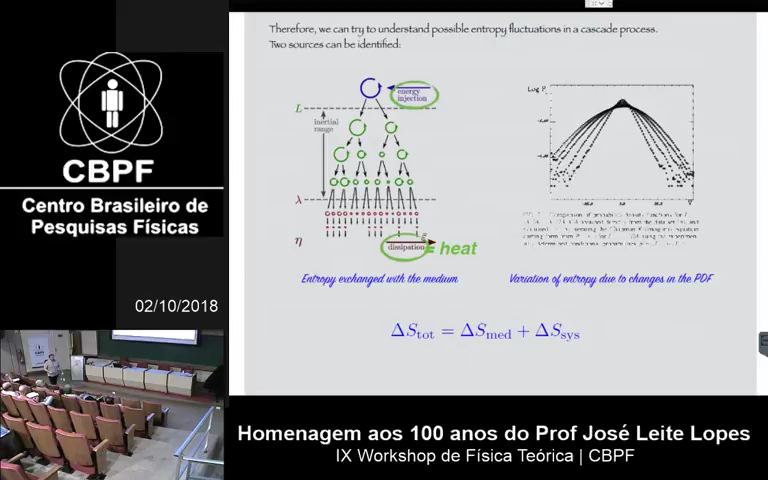 CBPF
Centro Brasileiro de
Pesquisas Físicas
02/10/2018
Therefore, we can try to understand possible entropy fluctuations in a cascade process.
Two sources can be identified:
energy
injection
L
inertial
range
λ
η
dissipation
= heat
Log P
Entropy exchanged with the medium
Variation of entropy due to changes in the PDF
ΔS_tot = ΔS_med + ΔS_sys
Homenagem aos 100 anos do Prof José Leite Lopes
IX Workshop de Física Teórica | CBPF